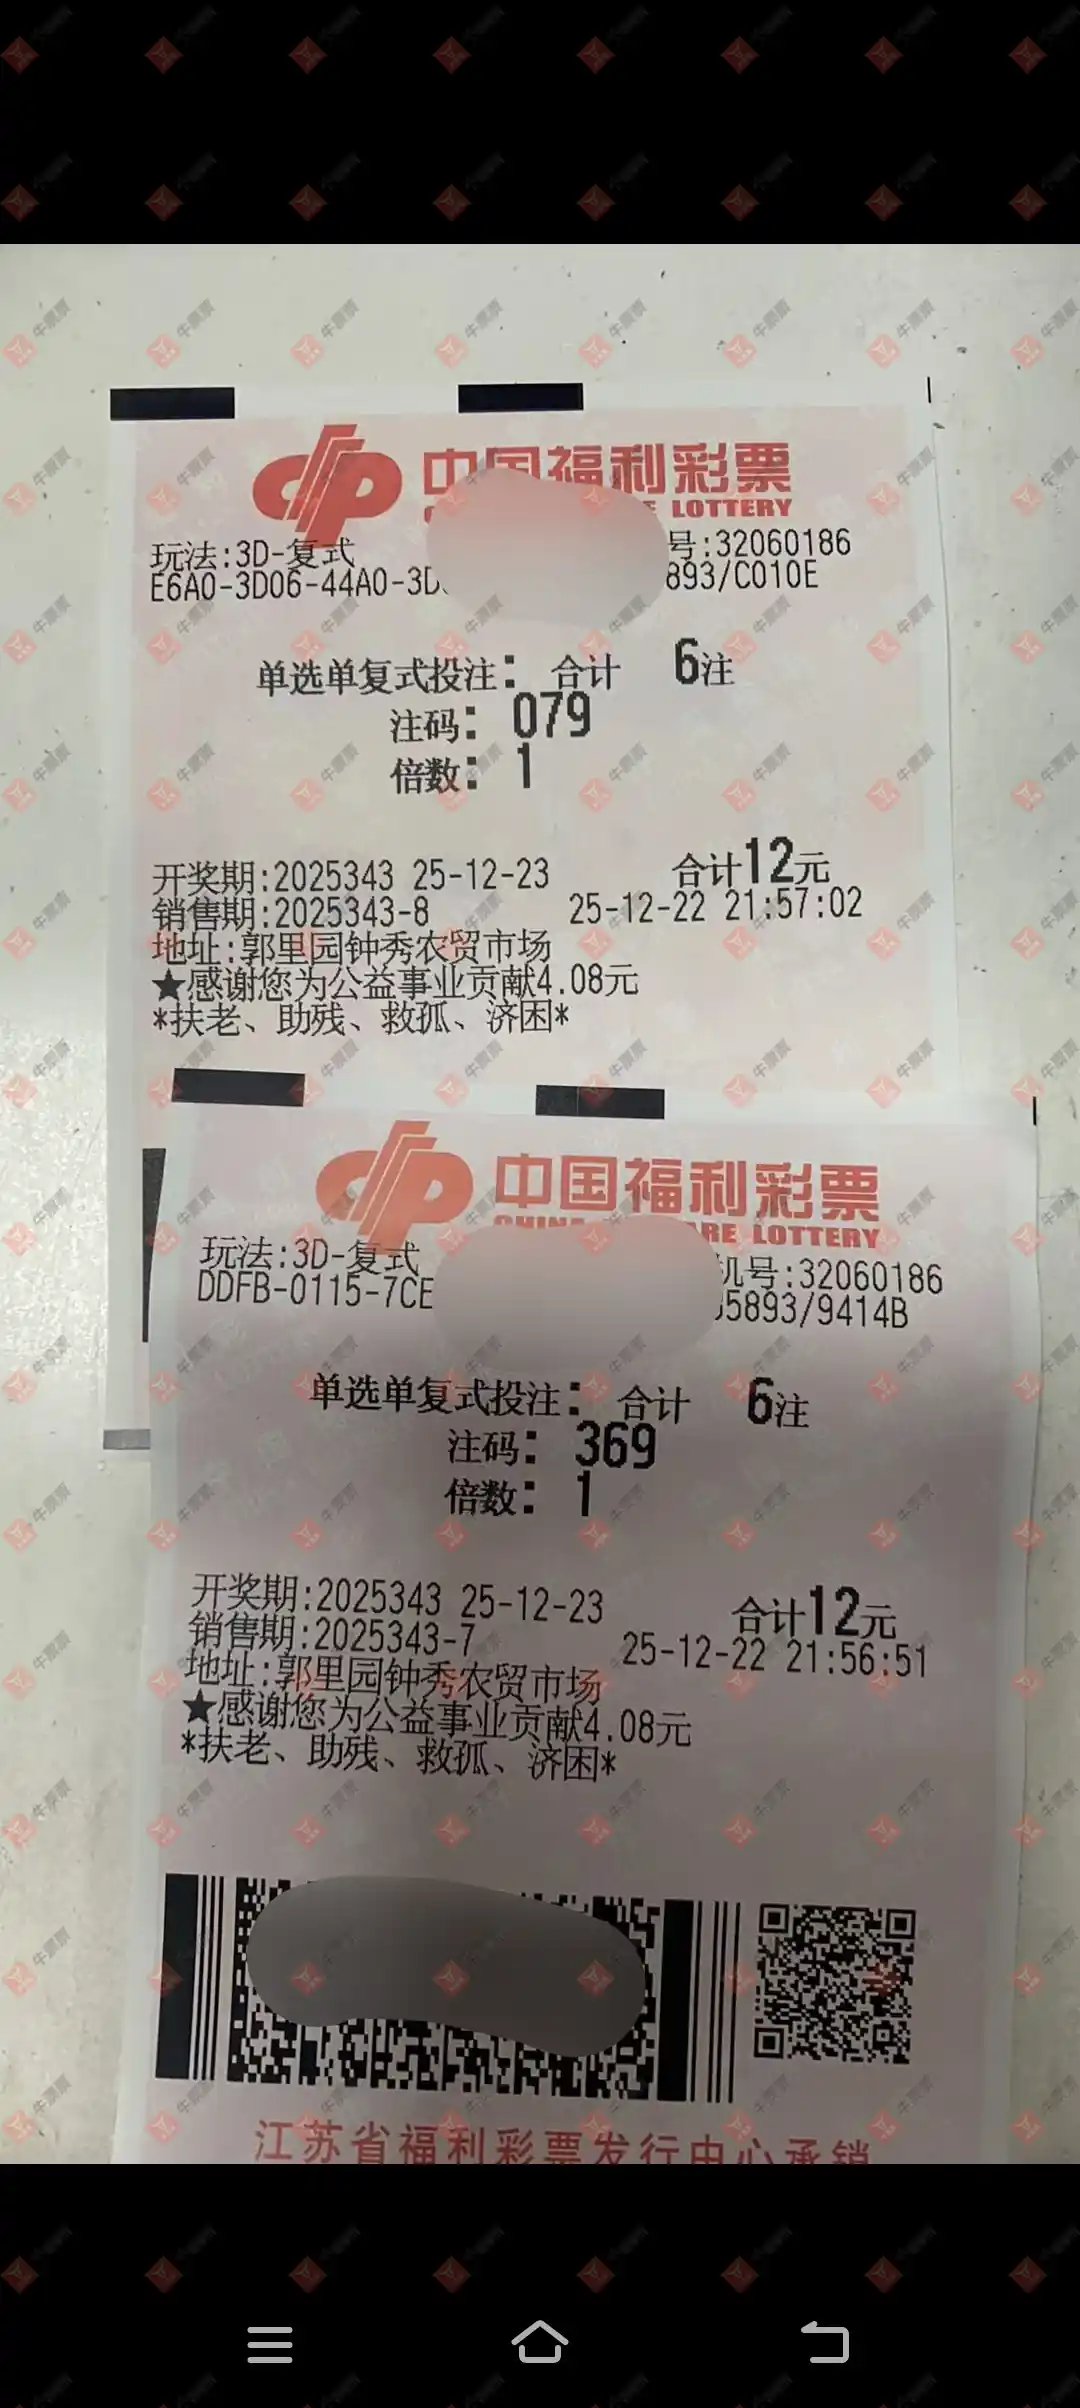 中国福利彩票
E LOTTERY
玩法:3D-复式
号:32060186
E6A0-3D06-44A0-3D
893/C010E
单选单复式投注: 合计 6注
注码: 079
倍数: 1
开奖期:2025343 25-12-23 合计12元
销售期:2025343-8 25-12-22 21:57:02
地址:郭里园钟秀农贸市场
★感谢您为公益事业贡献4.08元
*扶老、助残、救孤、济困*
中国福利彩票
CHINA RE LOTTERY
玩法:3D-复式
机号:32060186
DDFB-0115-7CE
5893/9414B
单选单复式投注: 合计 6注
注码: 369
倍数: 1
开奖期:2025343 25-12-23 合计12元
销售期:2025343-7 25-12-22 21:56:51
地址:郭里园钟秀农贸市场
★感谢您为公益事业贡献4.08元
*扶老、助残、救孤、济困*
江苏省福利彩票发行中心承销
牛票票